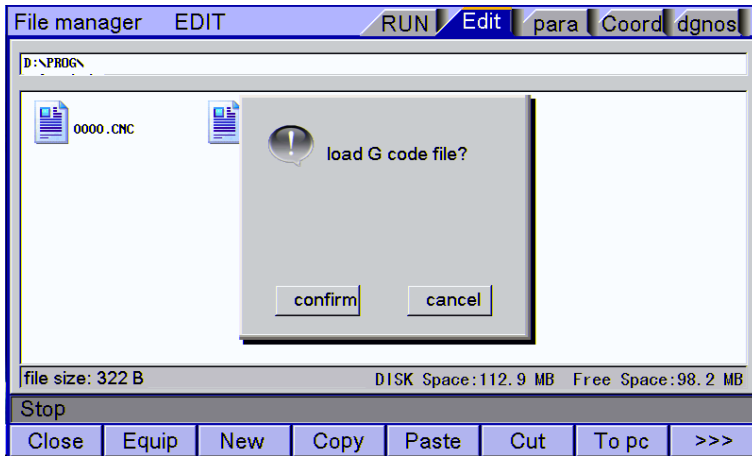 File manager EDIT RUN Edit para Coord dgnos
D:\PROG\
0000.CNC
load G code file?
confirm cancel
file size: 322 B DISK Space:112.9 MB Free Space:98.2 MB
Stop
Close Equip New Copy Paste Cut To pc >>>